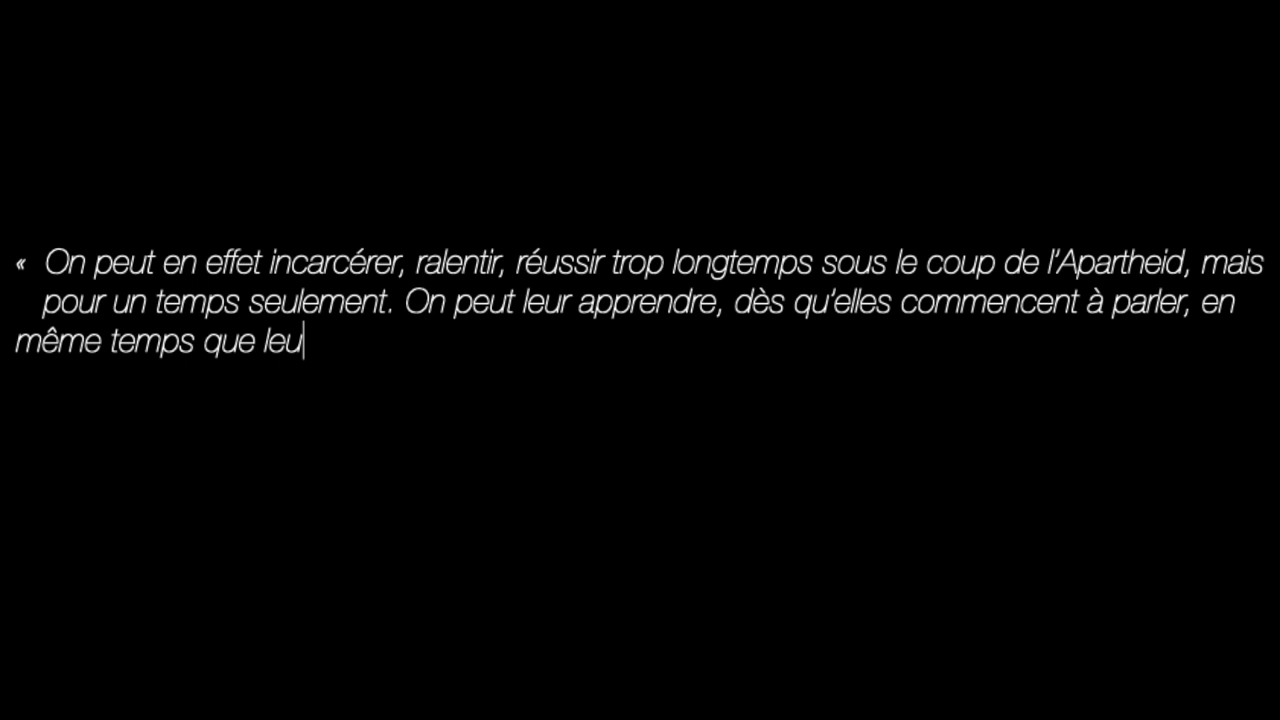 « On peut en effet incarcérer, ralentir, réussir trop longtemps sous le coup de l'Apartheid, mais
pour un temps seulement. On peut leur apprendre, dès qu'elles commencent à parler, en
même temps que leu